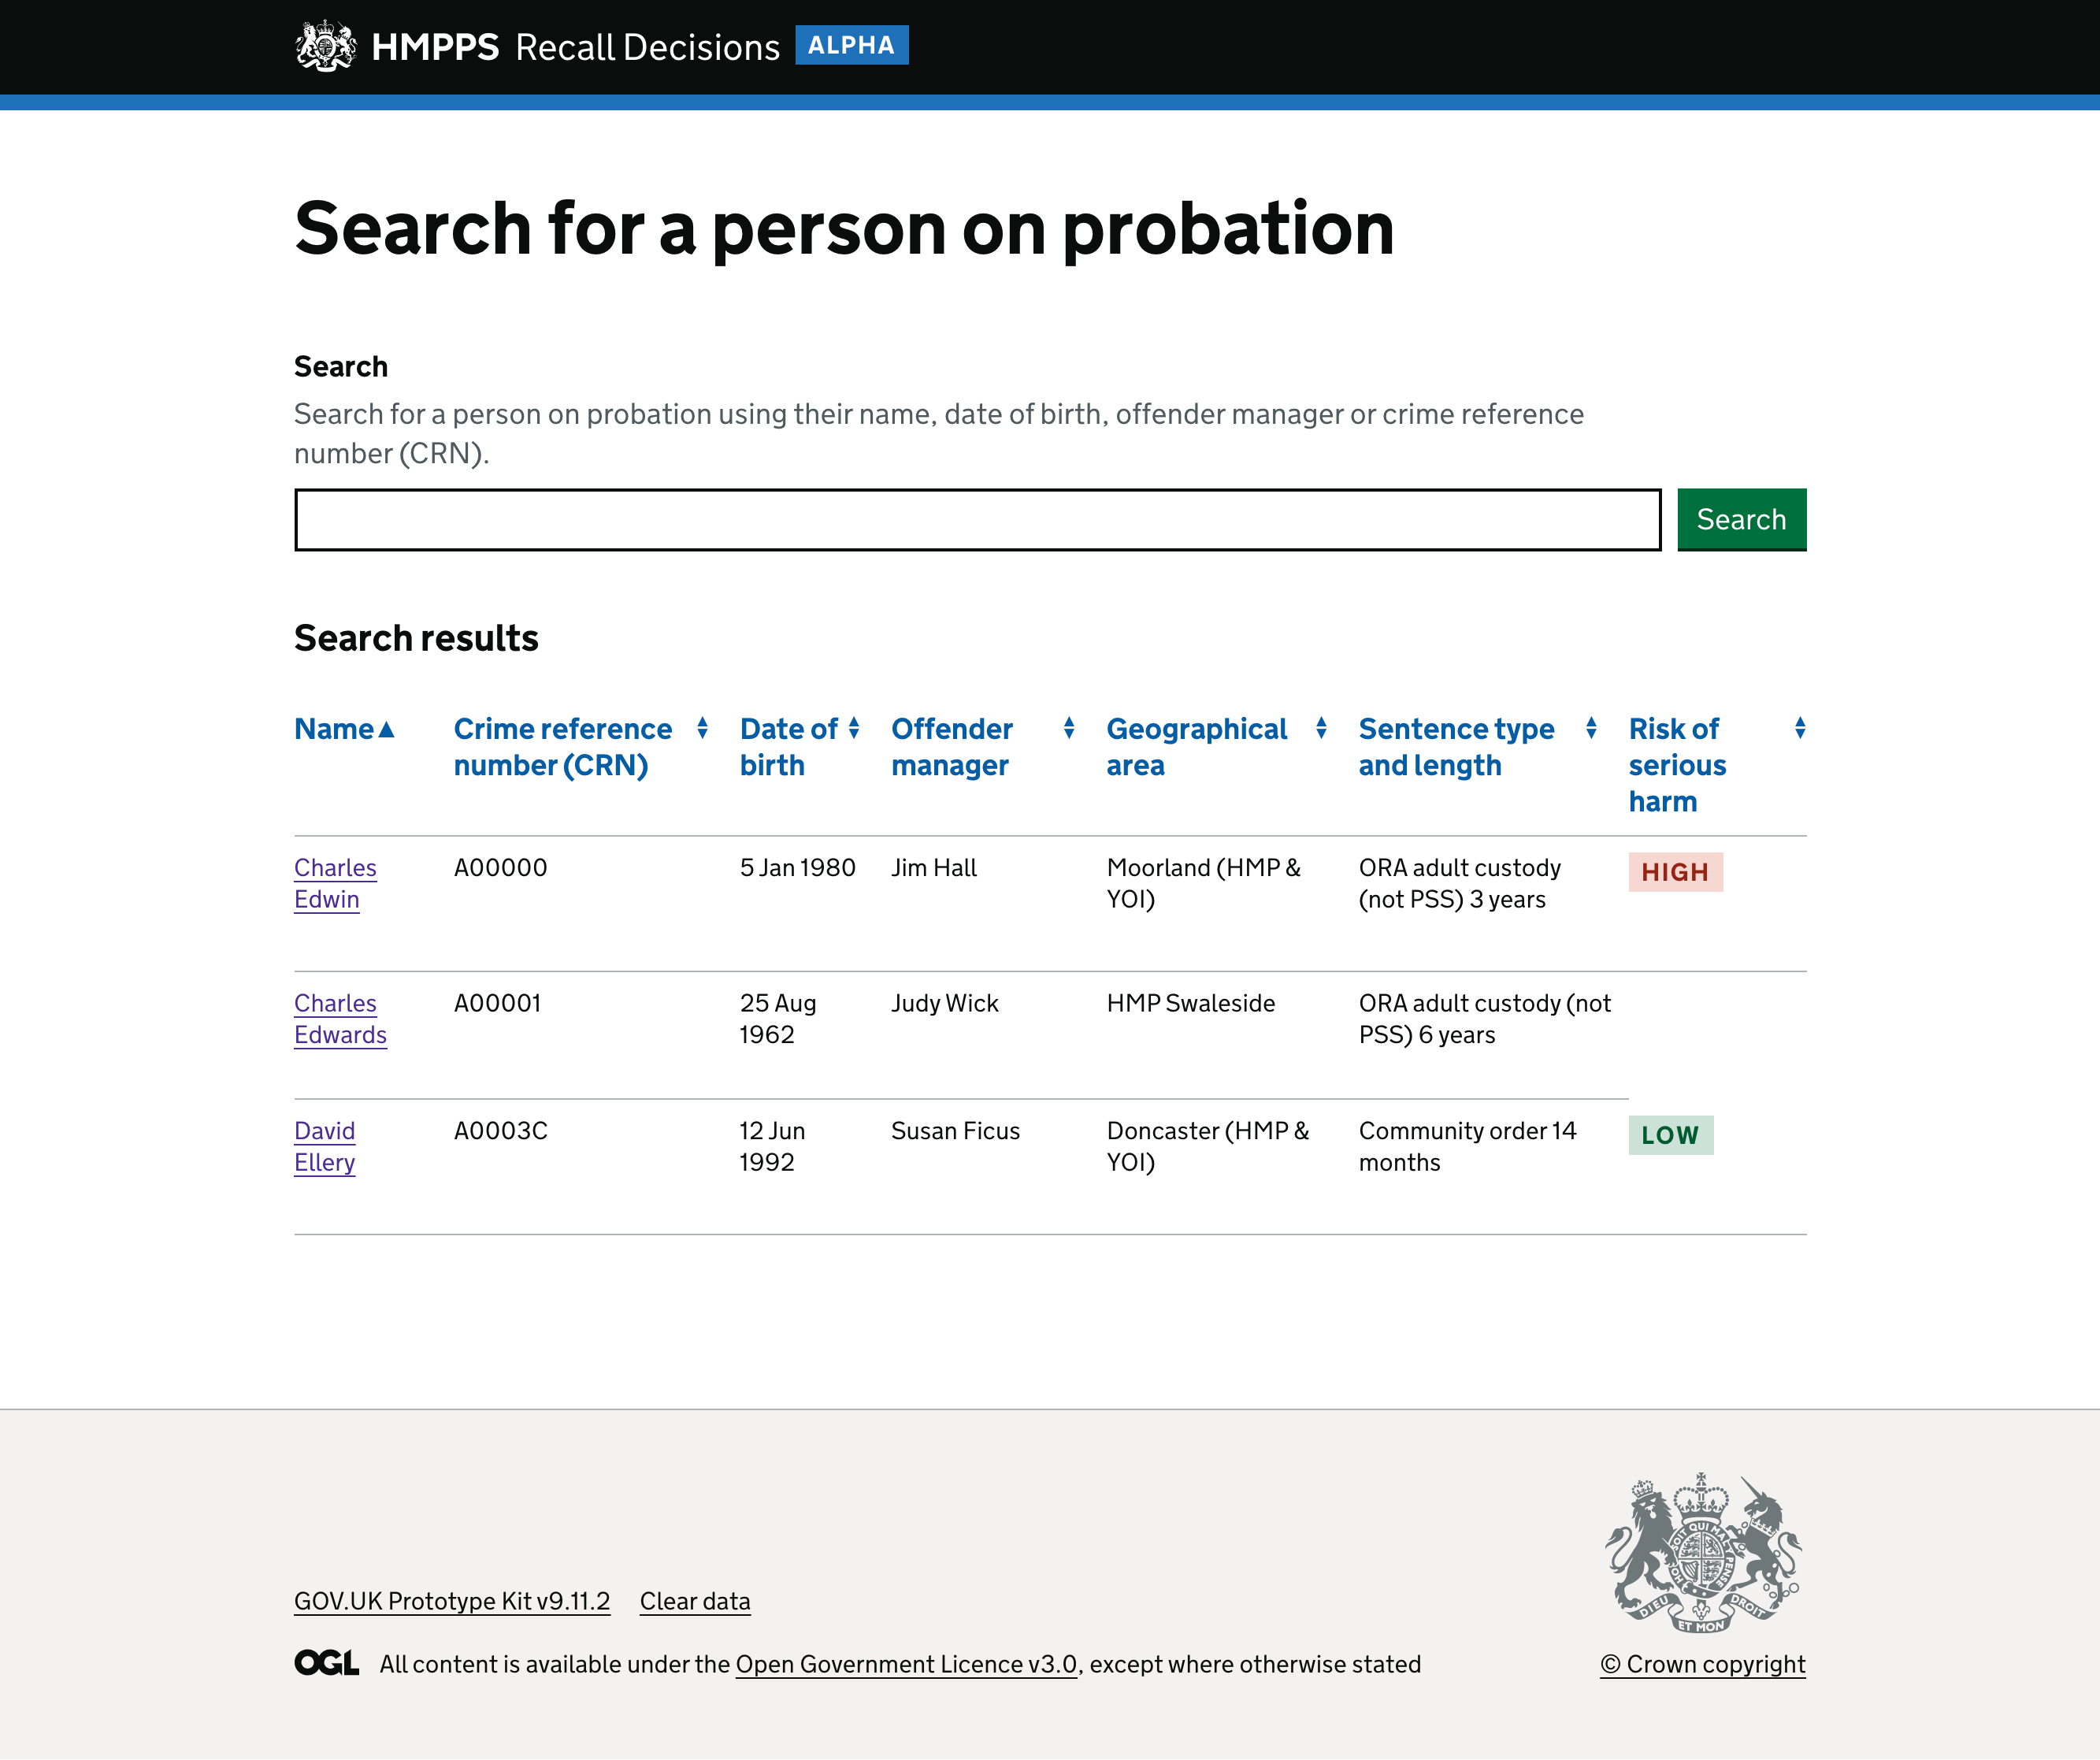 HMPPS Recall Decisions ALPHA
Search for a person on probation
Search
Search for a person on probation using their name, date of birth, offender manager or crime reference
number (CRN).
Search
Search results
Name Crime reference number (CRN) Date of birth Offender manager Geographical area Sentence type and length Risk of serious harm
Charles Edwin A00000 5 Jan 1980 Jim Hall Moorland (HMP & YOI) ORA adult custody (not PSS) 3 years HIGH
Charles Edwards A00001 25 Aug 1962 Judy Wick HMP Swaleside ORA adult custody (not PSS) 6 years
David Ellery A0003C 12 Jun 1992 Susan Ficus Doncaster (HMP & YOI) Community order 14 months LOW
GOV.UK Prototype Kit v9.11.2 Clear data
OGL All content is available under the Open Government Licence v3.0, except where otherwise stated
DIEU ET MON DROIT
© Crown copyright